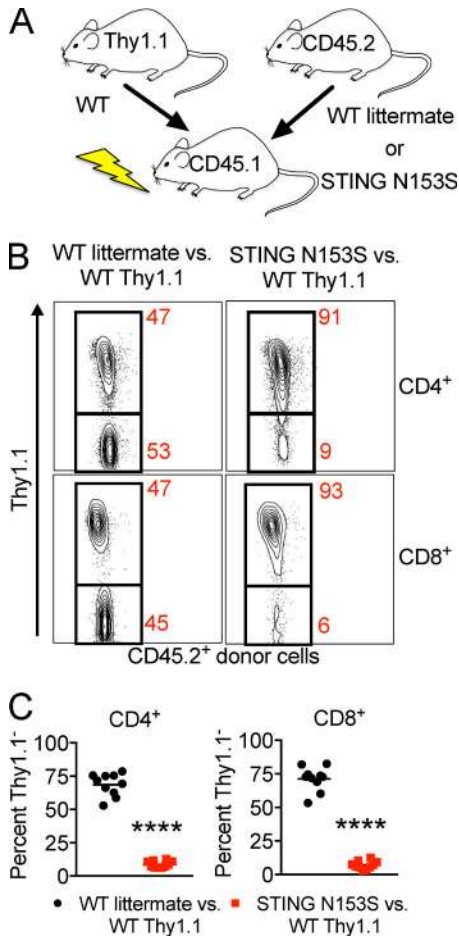 A
Thy1.1
CD45.2
WT
WT littermate
or
STING N153S
CD45.1
B
WT littermate vs.
WT Thy1.1
STING N153S vs.
WT Thy1.1
47
91
CD4+
53
9
Thy1.1
47
93
CD8+
45
6
CD45.2+ donor cells
C
CD4+
CD8+
Percent Thy1.1-
100
75
50
25
0
****
Percent Thy1.1-
100
75
50
25
0
****
WT littermate vs.
WT Thy1.1
STING N153S vs.
WT Thy1.1